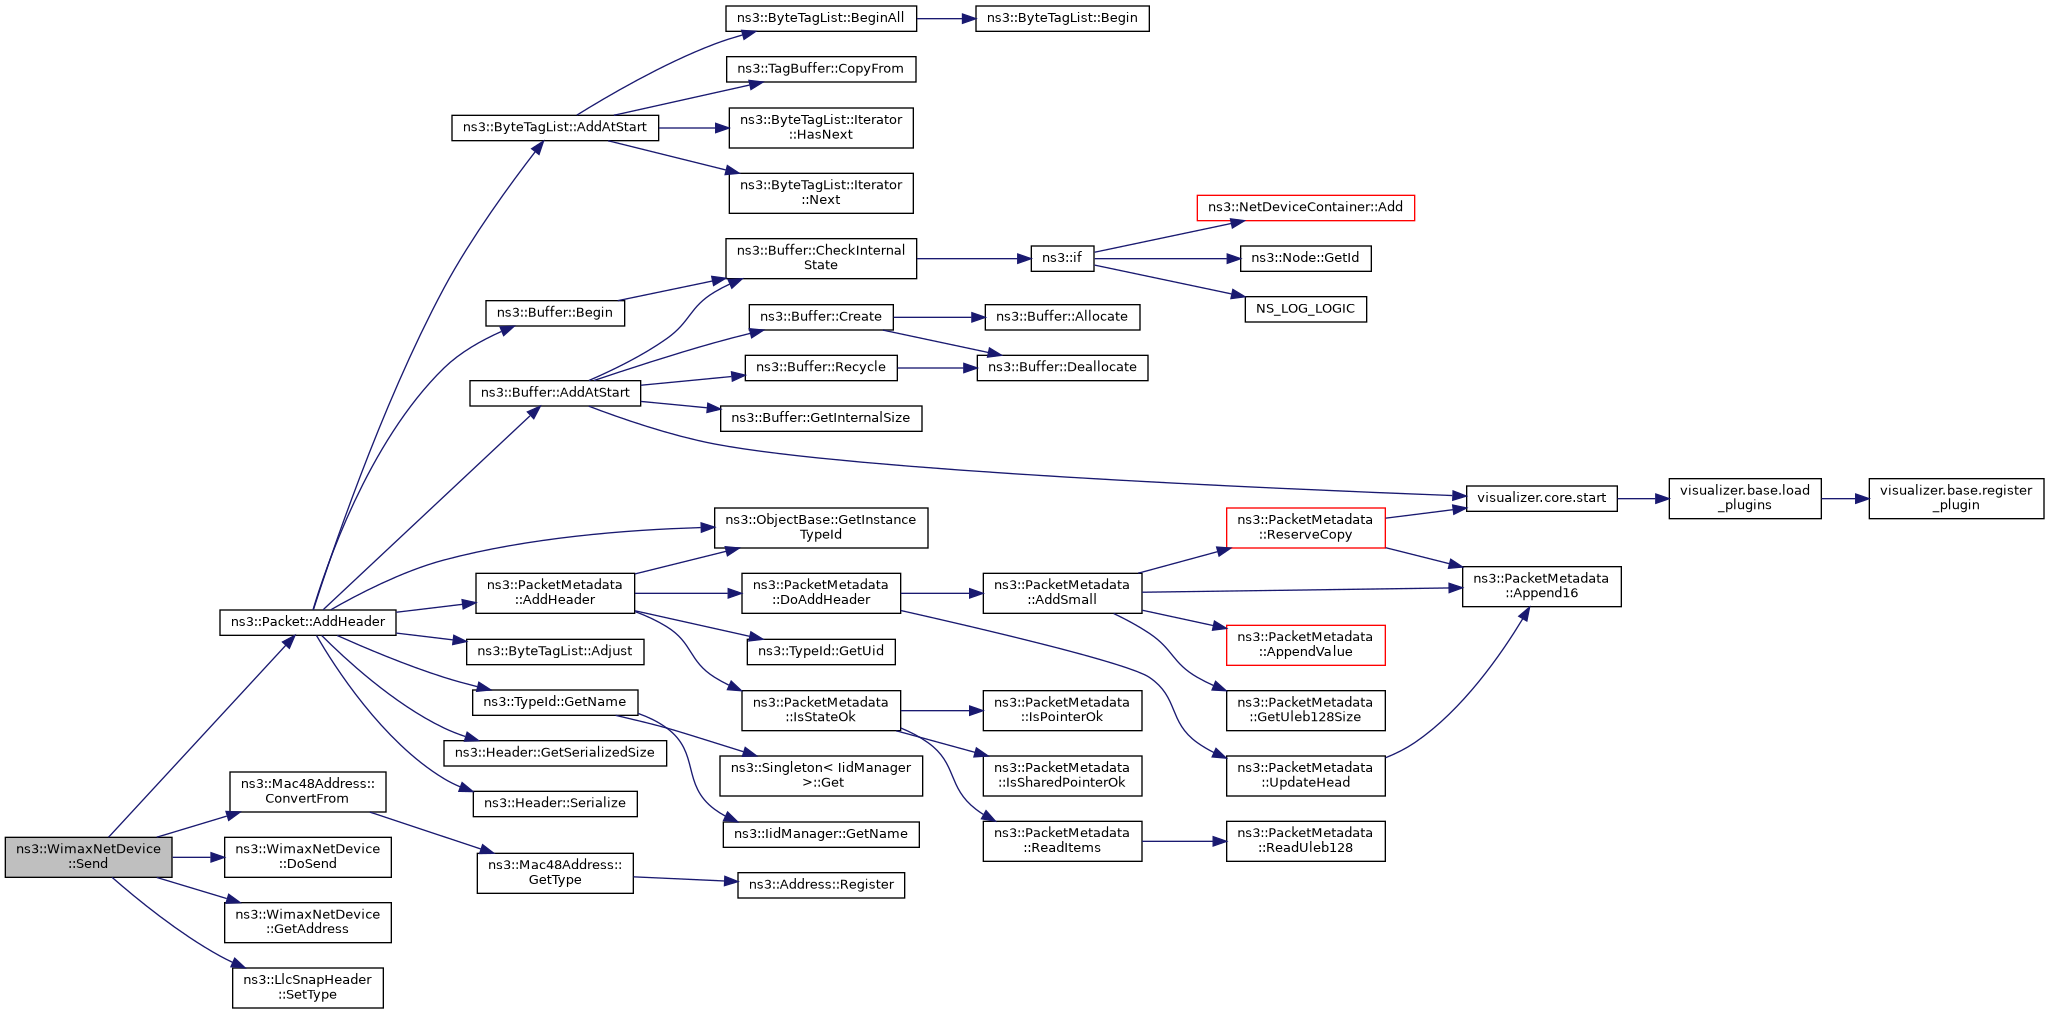 ns3::WimaxNetDevice
::Send
ns3::Packet::AddHeader
ns3::Mac48Address::
ConvertFrom
ns3::WimaxNetDevice
::DoSend
ns3::WimaxNetDevice
::GetAddress
ns3::LlcSnapHeader
::SetType
ns3::ByteTagList::AddAtStart
ns3::Buffer::Begin
ns3::Buffer::AddAtStart
ns3::PacketMetadata
::AddHeader
ns3::ByteTagList::Adjust
ns3::TypeId::GetName
ns3::Header::GetSerializedSize
ns3::Header::Serialize
ns3::Mac48Address::
GetType
ns3::ByteTagList::BeginAll
ns3::TagBuffer::CopyFrom
ns3::ByteTagList::Iterator
::HasNext
ns3::ByteTagList::Iterator
::Next
ns3::Buffer::CheckInternal
State
ns3::Buffer::Create
ns3::Buffer::Recycle
ns3::Buffer::GetInternalSize
ns3::ObjectBase::GetInstance
TypeId
ns3::PacketMetadata
::DoAddHeader
ns3::TypeId::GetUid
ns3::PacketMetadata
::IsStateOk
ns3::Singleton< IidManager
>::Get
ns3::IidManager::GetName
ns3::Address::Register
ns3::ByteTagList::Begin
ns3::if
ns3::Buffer::Allocate
ns3::Buffer::Deallocate
ns3::PacketMetadata
::AddSmall
ns3::PacketMetadata
::IsPointerOk
ns3::PacketMetadata
::IsSharedPointerOk
ns3::PacketMetadata
::ReadItems
ns3::NetDeviceContainer::Add
ns3::Node::GetId
NS_LOG_LOGIC
ns3::PacketMetadata
::ReserveCopy
ns3::PacketMetadata
::AppendValue
ns3::PacketMetadata
::GetUleb128Size
ns3::PacketMetadata
::UpdateHead
ns3::PacketMetadata
::ReadUleb128
visualizer.core.start
ns3::PacketMetadata
::Append16
visualizer.base.load
_plugins
visualizer.base.register
_plugin